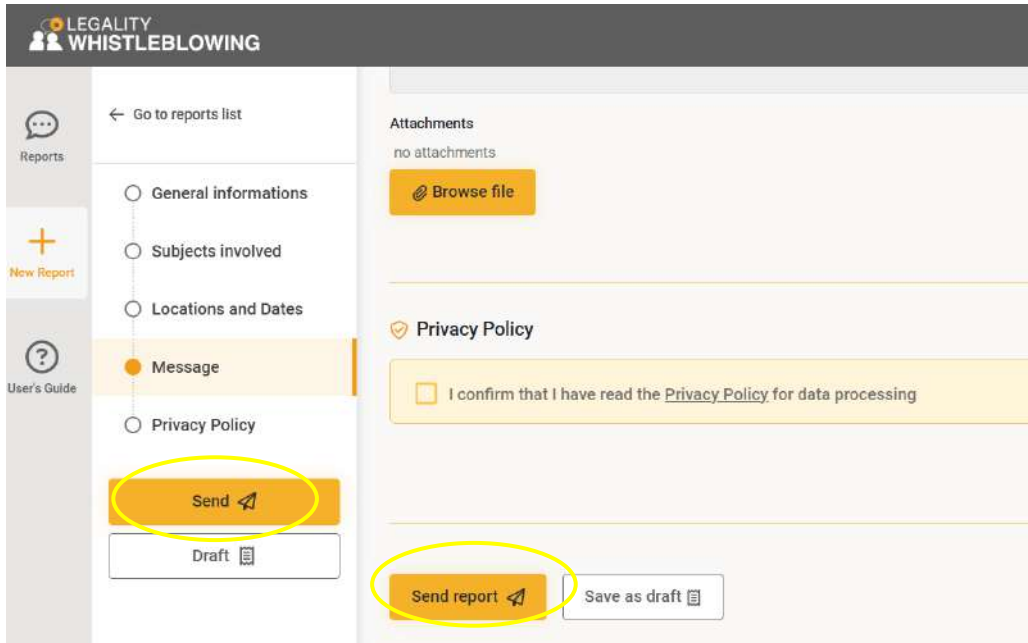 LEGALITY
WHISTLEBLOWING
Reports
New Report
User's Guide
Go to reports list
General informations
Subjects involved
Locations and Dates
Message
Privacy Policy
Send
Draft
Attachments
no attachments
Browse file
Privacy Policy
I confirm that I have read the Privacy Policy for data processing
Send report
Save as draft